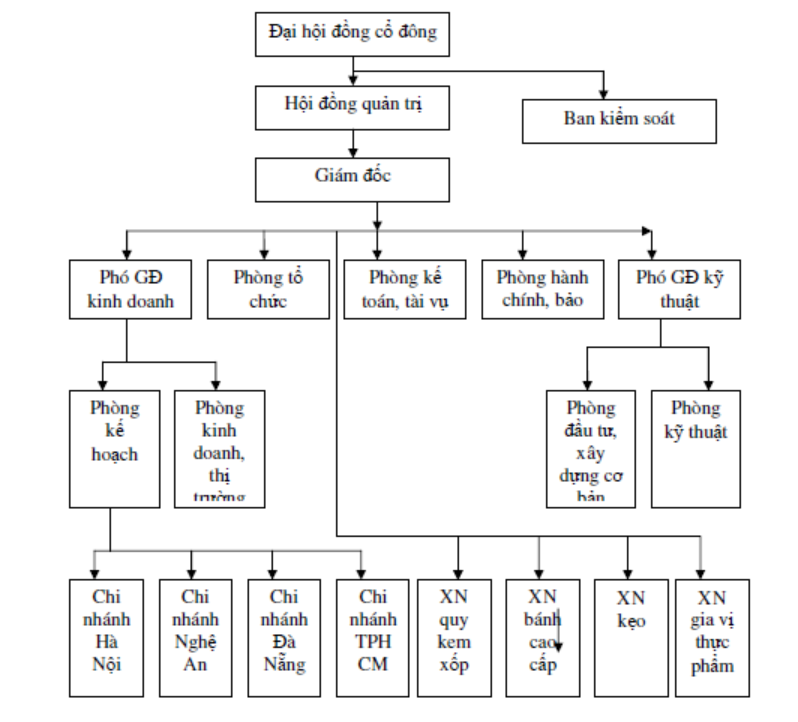 Đại hội đồng cổ đông
Hội đồng quản trị
Ban kiểm soát
Giám đốc
Phó GĐ
kinh doanh
Phòng tổ
chức
Phòng kế
toán, tài vụ
Phòng hành
chính, bảo
Phó GĐ kỹ
thuật
Phòng
kế
hoạch
Phòng
kinh
doanh,
thị
trường
Phòng
đầu tư,
xây
dựng cơ
bản
Phòng
kỹ thuật
Chi
nhánh
Hà
Nội
Chi
nhánh
Nghệ
An
Chi
nhánh
Đà
Nẵng
Chi
nhánh
TPH
CM
XN
quy
kem
xốp
XN
bánh
cao
cấp
XN
kẹo
XN
gia vị
thực
phẩm